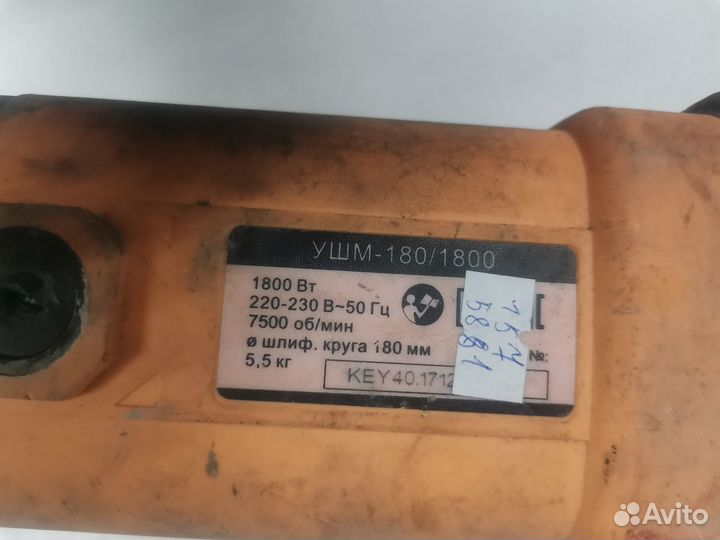 УШМ-180/1800
1800 Вт
220-230 В~50 Гц
7500 об/мин
ø шлиф. круга 180 мм
5,5 кг
№:
KEY40.1712
Avito